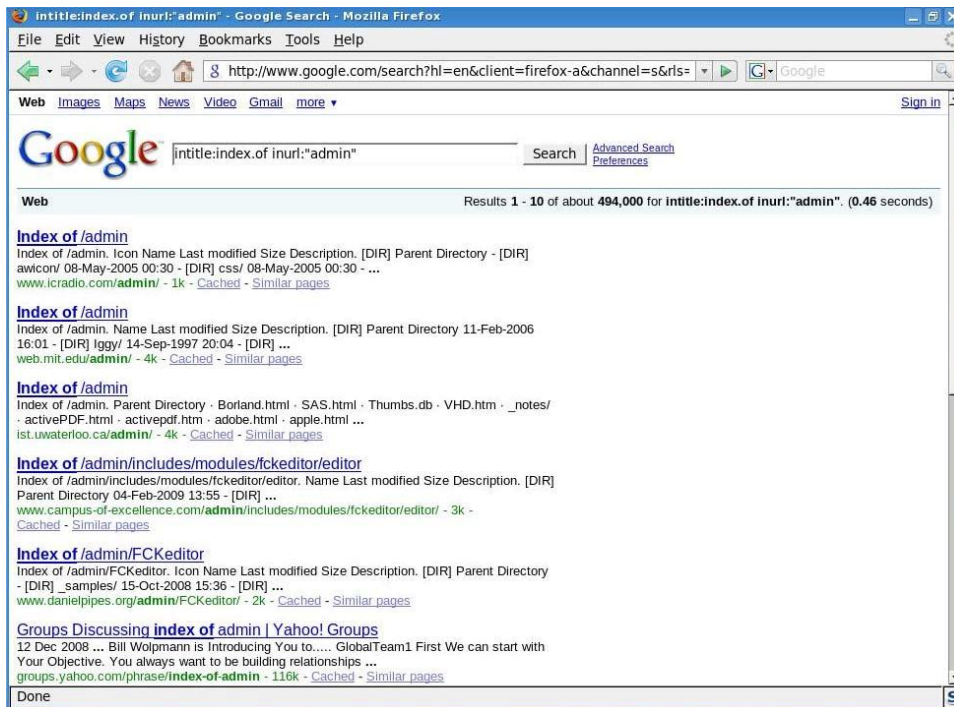 intitle:index.of inurl:"admin" - Google Search - Mozilla Firefox
File Edit View History Bookmarks Tools Help
http://www.google.com/search?hl=en&client=firefox-a&channel=s&rls= G Google
Web Images Maps News Video Gmail more ▾ Sign in
Google intitle:index.of inurl:"admin" Search Advanced Search
Preferences
Web Results 1 - 10 of about 494,000 for intitle:index.of inurl:"admin". (0.46 seconds)
Index of /admin
Index of /admin. Icon Name Last modified Size Description. [DIR] Parent Directory - [DIR]
awicon/ 08-May-2005 00:30 - [DIR] css/ 08-May-2005 00:30 - ...
www.icradio.com/admin/ - 1k - Cached - Similar pages
Index of /admin
Index of /admin. Name Last modified Size Description. [DIR] Parent Directory 11-Feb-2006
16:01 - [DIR] Iggy/ 14-Sep-1997 20:04 - [DIR] ...
web.mit.edu/admin/ - 4k - Cached - Similar pages
Index of /admin
Index of /admin. Parent Directory · Borland.html · SAS.html · Thumbs.db · VHD.htm · _notes/
· activePDF.html · activepdf.htm · adobe.html · apple.html ...
ist.uwaterloo.ca/admin/ - 4k - Cached - Similar pages
Index of /admin/includes/modules/fckeditor/editor
Index of /admin/includes/modules/fckeditor/editor. Name Last modified Size Description. [DIR]
Parent Directory 04-Feb-2009 13:55 - [DIR] ...
www.campus-of-excellence.com/admin/includes/modules/fckeditor/editor/ - 3k -
Cached - Similar pages
Index of /admin/FCKeditor
Index of /admin/FCKeditor. Icon Name Last modified Size Description. [DIR] Parent Directory
- [DIR] _samples/ 15-Oct-2008 15:36 - [DIR] ...
www.danielpipes.org/admin/FCKeditor/ - 2k - Cached - Similar pages
Groups Discussing index of admin | Yahoo! Groups
12 Dec 2008 ... Bill Wolpmann is Introducing You to..... GlobalTeam1 First We can start with
Your Objective. You always want to be building relationships ...
groups.yahoo.com/phrase/index-of-admin - 116k - Cached - Similar pages
Done